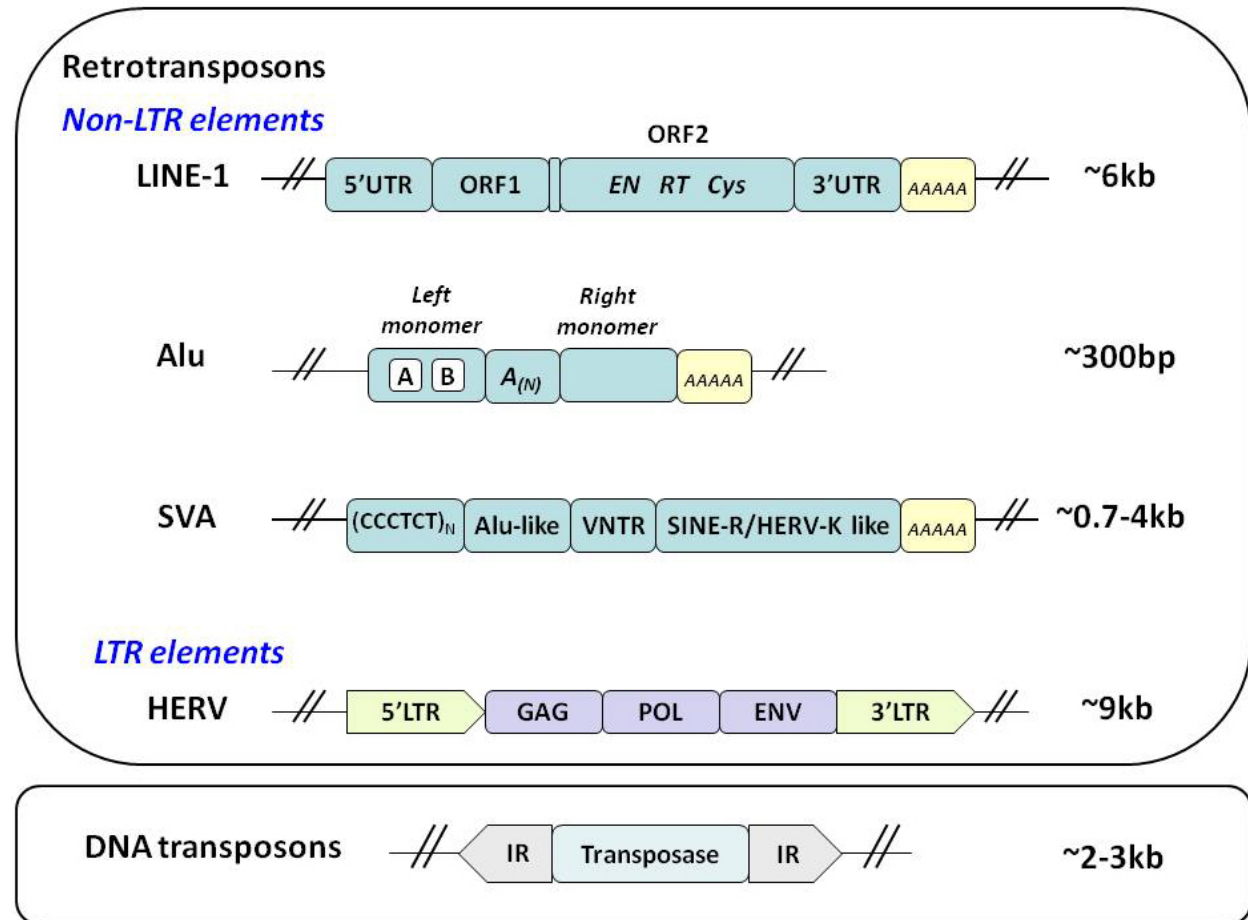 Retrotransposons
Non-LTR elements
ORF2
LINE-1 5'UTR ORF1 EN RT Cys 3'UTR AAAAA ~6kb
Left monomer
Right monomer
Alu A B A(N) AAAAA ~300bp
SVA (CCCTCT)N Alu-like VNTR SINE-R/HERV-K like AAAAA ~0.7-4kb
LTR elements
HERV 5'LTR GAG POL ENV 3'LTR ~9kb
DNA transposons IR Transposase IR ~2-3kb